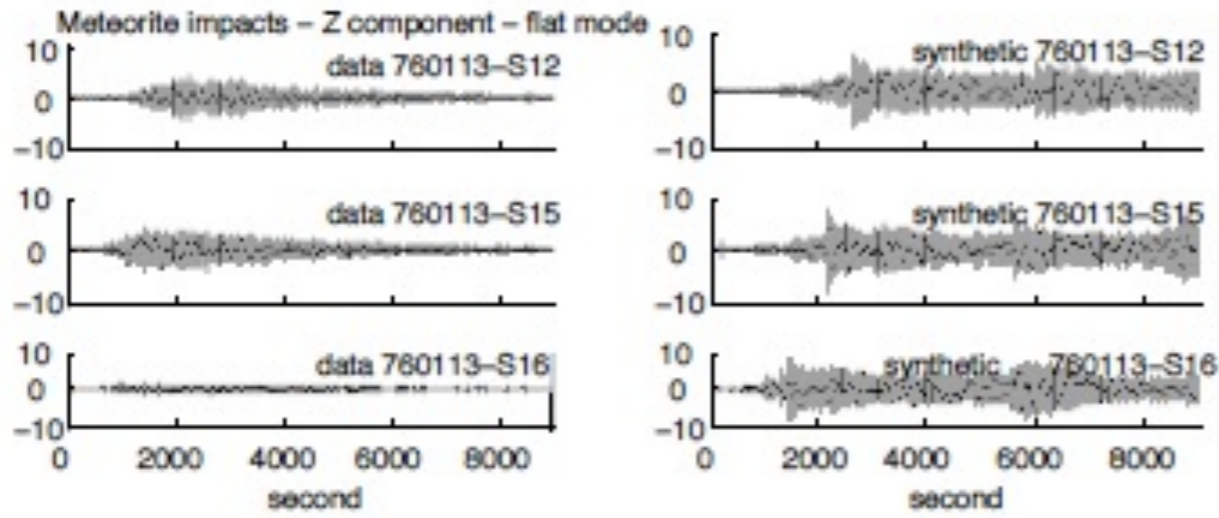 Meteorite impacts – Z component – flat mode
10
data 760113–S12
0
–10
10
data 760113–S15
0
–10
10
data 760113–S16
0
–10
0 2000 4000 6000 8000
second
10
synthetic 760113–S12
0
–10
10
synthetic 760113–S15
0
–10
10
synthetic 760113–S16
0
–10
0 2000 4000 6000 8000
second